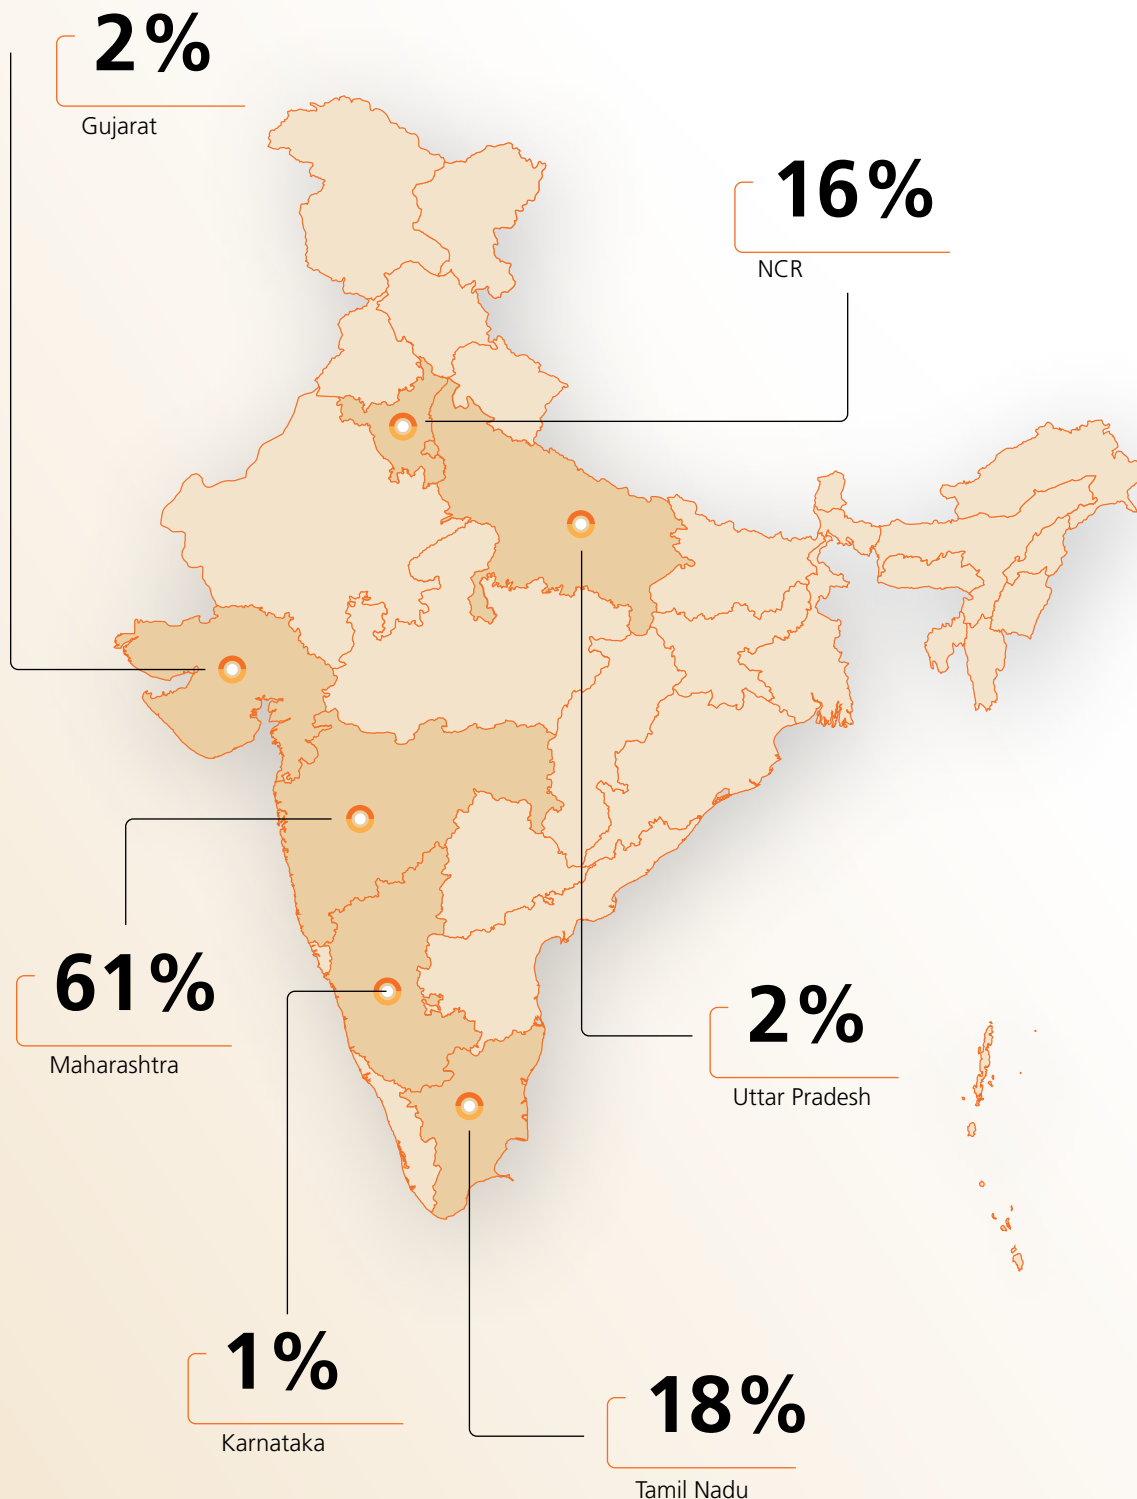 2%
Gujarat
16%
NCR
61%
Maharashtra
2%
Uttar Pradesh
1%
Karnataka
18%
Tamil Nadu